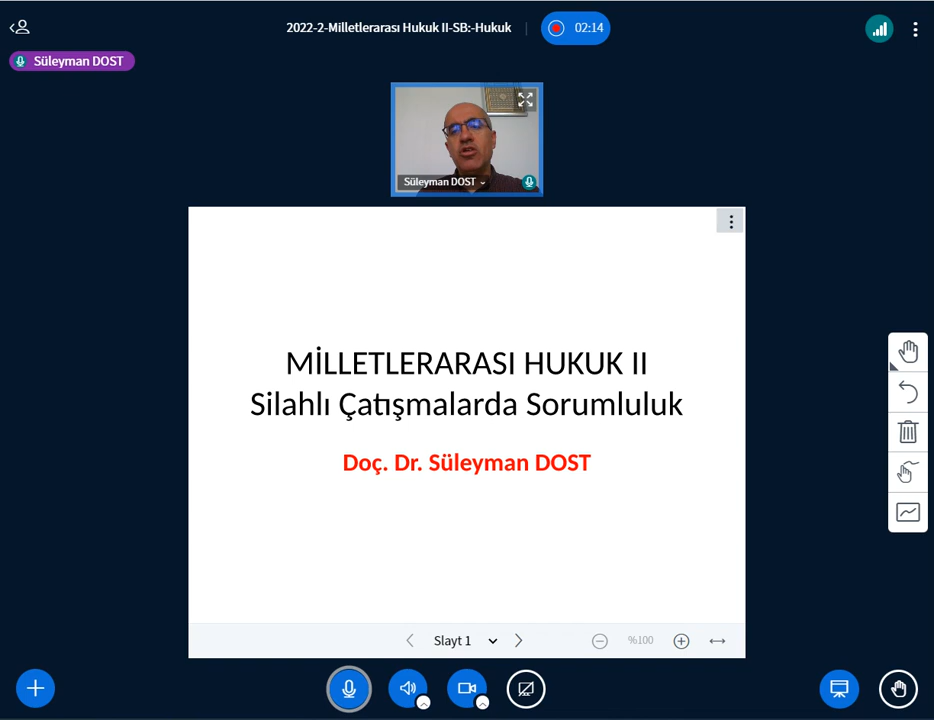 2022-2-Milletlerarası Hukuk II-SB:-Hukuk
02:14
Süleyman DOST
Süleyman DOST
MİLLETLERARASI HUKUK II
Silahlı Çatışmalarda Sorumluluk
Doç. Dr. Süleyman DOST
Slayt 1
%100